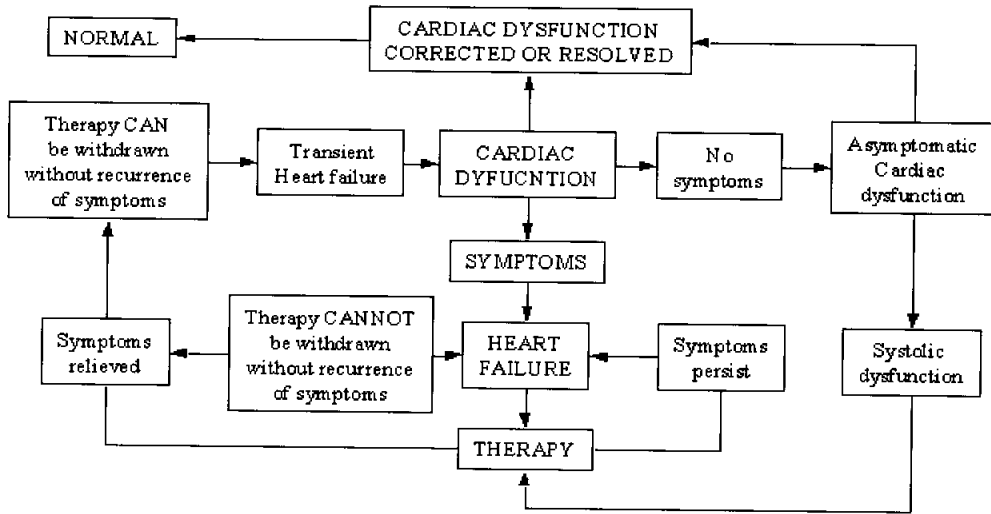 NORMAL
CARDIAC DYSFUNCTION
CORRECTED OR RESOLVED
Therapy CAN
be withdrawn
without recurrence
of symptoms
Transient
Heart failure
CARDIAC
DYFUCNTION
No
symptoms
Asymptomatic
Cardiac
dysfunction
SYMPTOMS
Symptoms
relieved
Therapy CANNOT
be withdrawn
without recurrence
of symptoms
HEART
FAILURE
Symptoms
persist
Systolic
dysfunction
THERAPY